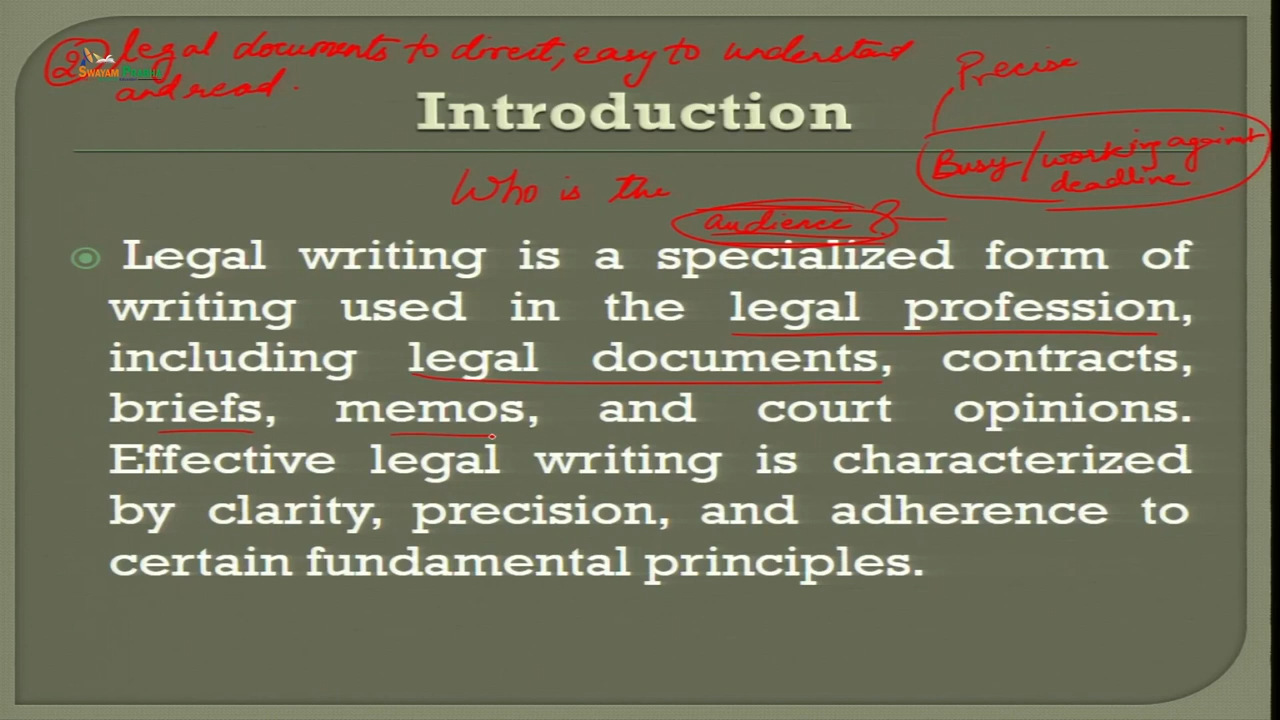 ② legal documents to direct, easy to understand
and read.
SWAYAM
Precise
Introduction
Busy/working against
deadline
Who is the
audience?
Legal writing is a specialized form of
writing used in the legal profession,
including legal documents, contracts,
briefs, memos, and court opinions.
Effective legal writing is characterized
by clarity, precision, and adherence to
certain fundamental principles.